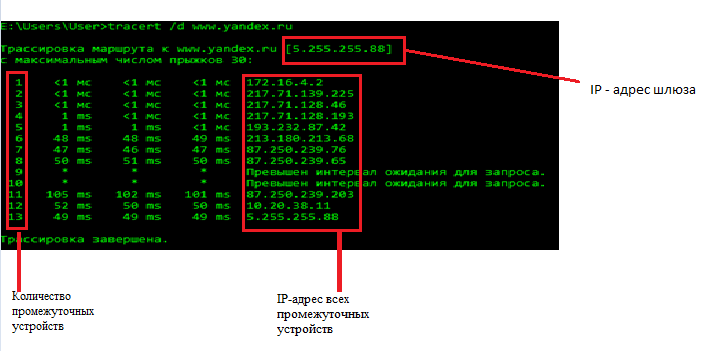 E:\Users\User>tracert /d www.yandex.ru
Трассировка маршрута к www.yandex.ru [5.255.255.88]
с максимальным числом прыжков 30:
1 <1 мс <1 мс <1 мс 172.16.4.2
2 <1 мс <1 мс <1 мс 217.71.139.225
3 <1 мс <1 мс <1 мс 217.71.128.46
4 1 ms <1 мс <1 мс 217.71.128.193
5 1 ms 1 ms <1 мс 193.232.87.42
6 48 ms 48 ms 49 ms 213.180.213.68
7 47 ms 46 ms 47 ms 87.250.239.76
8 50 ms 51 ms 50 ms 87.250.239.65
9 * * * Превышен интервал ожидания для запроса.
10 * * * Превышен интервал ожидания для запроса.
11 105 ms 102 ms 101 ms 87.250.239.203
12 52 ms 50 ms 50 ms 10.20.38.11
13 49 ms 49 ms 49 ms 5.255.255.88
Трассировка завершена.
IP - адрес шлюза
Количество
промежуточных
устройств
IP-адрес всех
промежуточных
устройств